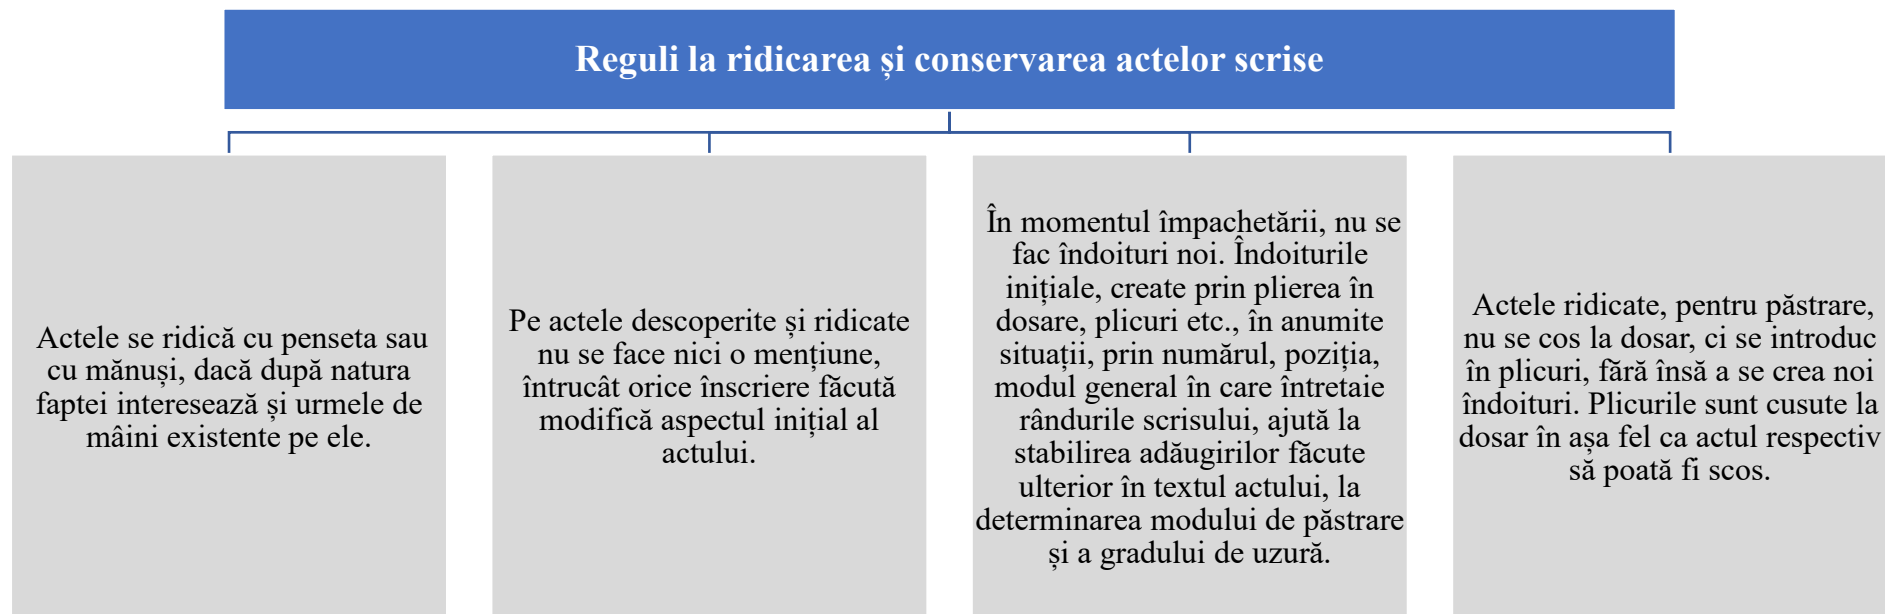 Reguli la ridicarea și conservarea actelor scrise
Actele se ridică cu penseta sau
cu mănuși, dacă după natura
faptei interesează și urmele de
mâini existente pe ele.
Pe actele descoperite și ridicate
nu se face nici o mențiune,
întrucât orice înscriere făcută
modifică aspectul inițial al
actului.
În momentul împachetării, nu se
fac îndoituri noi. Îndoiturile
inițiale, create prin plierea în
dosare, plicuri etc., în anumite
situații, prin numărul, poziția,
modul general în care întretaie
rândurile scrisului, ajută la
stabilirea adăugirilor făcute
ulterior în textul actului, la
determinarea modului de păstrare
și a gradului de uzură.
Actele ridicate, pentru păstrare,
nu se cos la dosar, ci se introduc
în plicuri, fără însă a se crea noi
îndoituri. Plicurile sunt cusute la
dosar în așa fel ca actul respectiv
să poată fi scos.